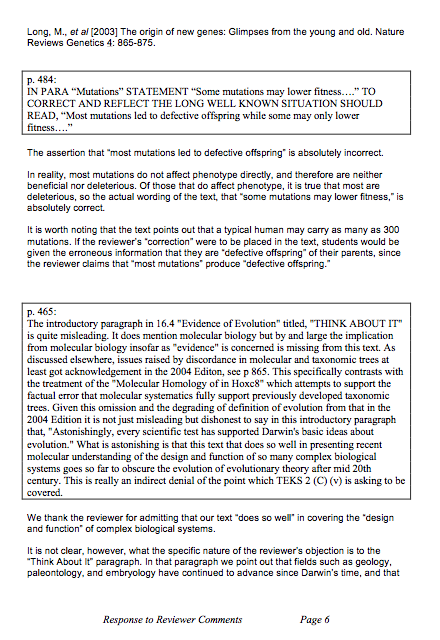 Long, M., et al [2003] The origin of new genes: Glimpses from the young and old. Nature
Reviews Genetics 4: 865-875.
p. 484:
IN PARA “Mutations” STATEMENT “Some mutations may lower fitness….” TO
CORRECT AND REFLECT THE LONG WELL KNOWN SITUATION SHOULD
READ, “Most mutations led to defective offspring while some may only lower
fitness….”
The assertion that “most mutations led to defective offspring” is absolutely incorrect.
In reality, most mutations do not affect phenotype directly, and therefore are neither
beneficial nor deleterious. Of those that do affect phenotype, it is true that most are
deleterious, so the actual wording of the text, that “some mutations may lower fitness,” is
absolutely correct.
It is worth noting that the text points out that a typical human may carry as many as 300
mutations. If the reviewer’s “correction” were to be placed in the text, students would be
given the erroneous information that they are “defective offspring” of their parents, since
the reviewer claims that “most mutations” produce “defective offspring.”
p. 465:
The introductory paragraph in 16.4 "Evidence of Evolution" titled, "THINK ABOUT IT"
is quite misleading. It does mention molecular biology but by and large the implication
from molecular biology insofar as "evidence" is concerned is missing from this text. As
discussed elsewhere, issues raised by discordance in molecular and taxonomic trees at
least got acknowledgement in the 2004 Editon, see p 865. This specifically contrasts with
the treatment of the "Molecular Homology of in Hoxc8" which attempts to support the
factual error that molecular systematics fully support previously developed taxonomic
trees. Given this omission and the degrading of definition of evolution from that in the
2004 Edition it is not just misleading but dishonest to say in this introductory paragraph
that, "Astonishingly, every scientific test has supported Darwin's basic ideas about
evolution." What is astonishing is that this text that does so well in presenting recent
molecular understanding of the design and function of so many complex biological
systems goes so far to obscure the evolution of evolutionary theory after mid 20th
century. This is really an indirect denial of the point which TEKS 2 (C) (v) is asking to be
covered.
We thank the reviewer for admitting that our text “does so well” in covering the “design
and function” of complex biological systems.
It is not clear, however, what the specific nature of the reviewer’s objection is to the
“Think About It” paragraph. In that paragraph we point out that fields such as geology,
paleontology, and embryology have continued to advance since Darwin’s time, and that
Response to Reviewer Comments Page 6